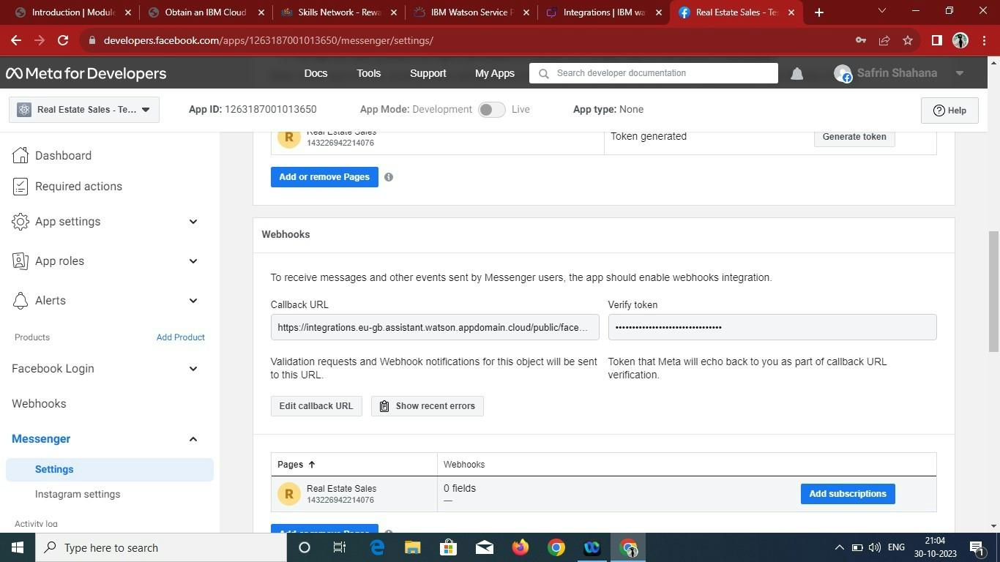 Introduction | Module
Obtain an IBM Cloud
Skills Network - Rewa
IBM Watson Service P
Integrations | IBM wa
Real Estate Sales - Te
developers.facebook.com/apps/1263187001013650/messenger/settings/
Meta for Developers
Docs
Tools
Support
My Apps
Search developer documentation
Safrin Shahana
Real Estate Sales - Te...
App ID: 1263187001013650
App Mode: Development
Live
App type: None
Help
Dashboard
Required actions
App settings
App roles
Alerts
Products
Add Product
Facebook Login
Webhooks
Messenger
Settings
Instagram settings
Activity log
R
Real Estate Sales
143226942214076
Token generated
Generate token
Add or remove Pages
Webhooks
To receive messages and other events sent by Messenger users, the app should enable webhooks integration.
Callback URL
Verify token
https://integrations.eu-gb.assistant.watson.appdomain.cloud/public/face...
Validation requests and Webhook notifications for this object will be sent
to this URL.
Token that Meta will echo back to you as part of callback URL
verification.
Edit callback URL
Show recent errors
Pages
Webhooks
R
Real Estate Sales
143226942214076
0 fields
—
Add subscriptions
Add or remove Pages
Type here to search
ENG
21:04
30-10-2023
1